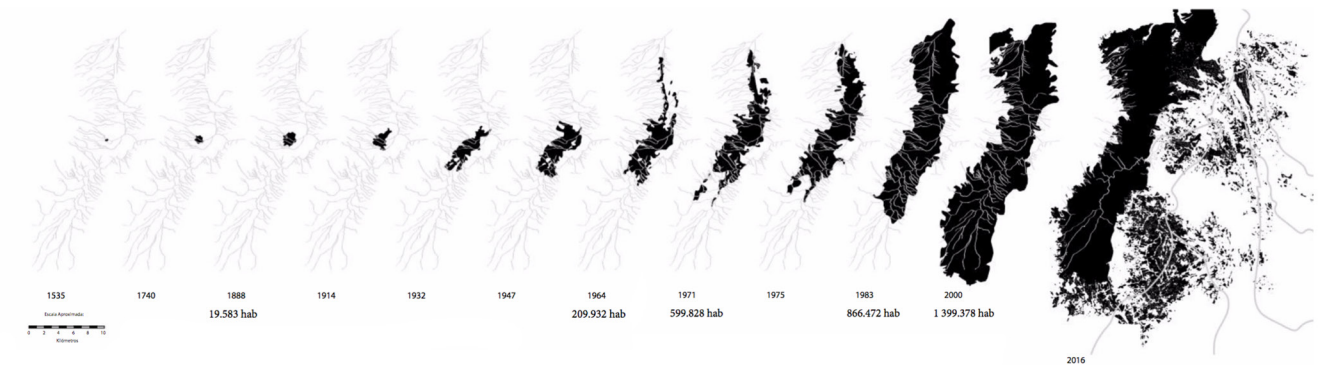 1535
1740
1888
1914
1932
1947
1964
1971
1975
1983
2000
19.583 hab
209.932 hab
599.828 hab
866.472 hab
1 399.378 hab
Escala Aproximada:
0 2 4 6 8 10
Kilómetros
2016